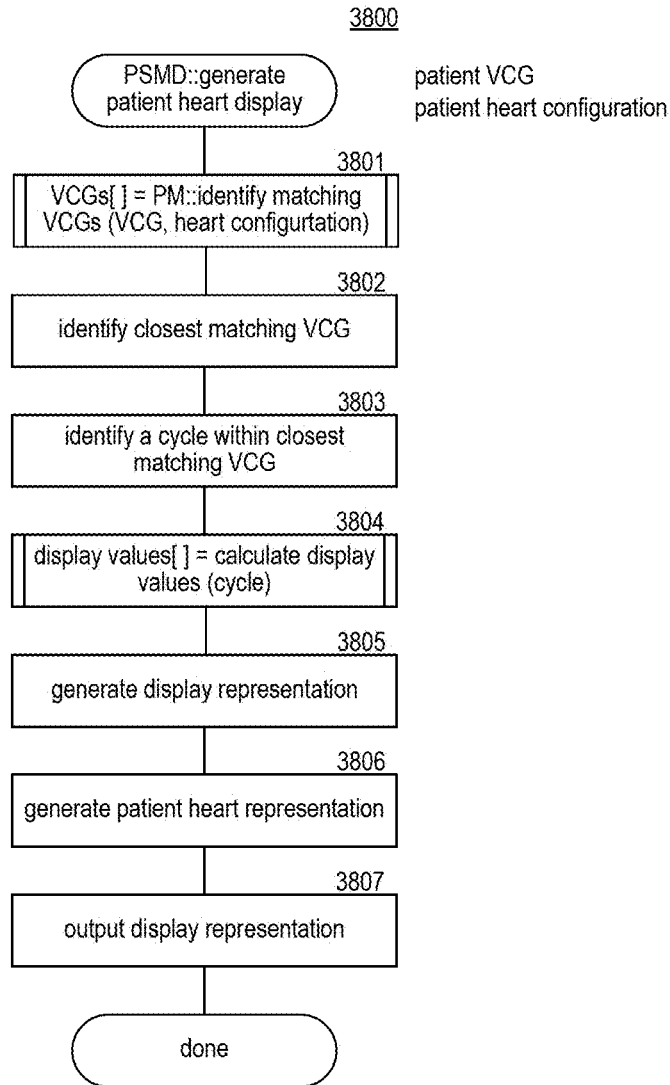 3800
PSMD::generate
patient heart display
patient VCG
patient heart configuration
3801
VCGs[ ] = PM::identify matching
VCGs (VCG, heart configurtation)
3802
identify closest matching VCG
3803
identify a cycle within closest
matching VCG
3804
display values[ ] = calculate display
values (cycle)
3805
generate display representation
3806
generate patient heart representation
3807
output display representation
done